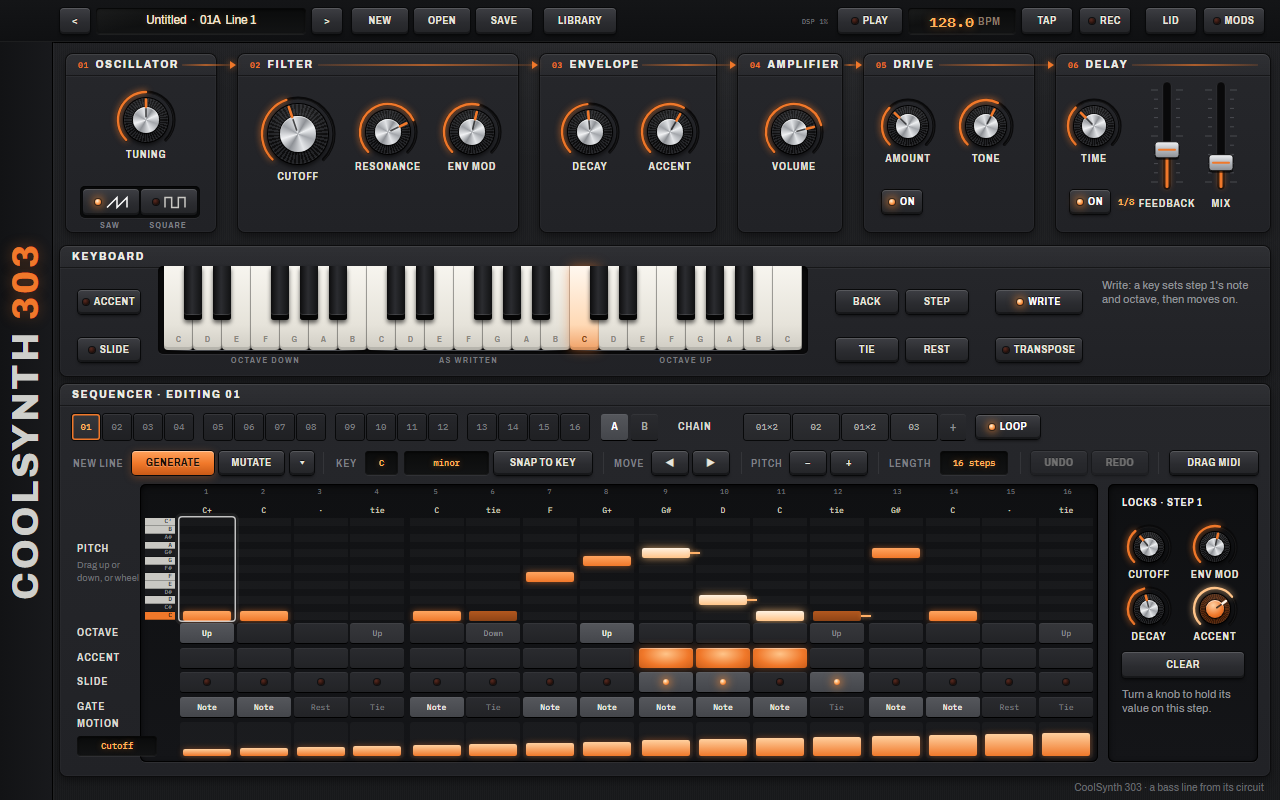 < Untitled · 01A Line 1 > NEW OPEN SAVE LIBRARY DSP 1% PLAY 128.0 BPM TAP REC LID MODS
COOLSYNTH 303
01 OSCILLATOR 02 FILTER 03 ENVELOPE 04 AMPLIFIER 05 DRIVE 06 DELAY
TUNING CUTOFF RESONANCE ENV MOD DECAY ACCENT VOLUME AMOUNT TONE TIME
ON ON 1/8 FEEDBACK MIX
SAW SQUARE
KEYBOARD
ACCENT BACK STEP WRITE Write: a key sets step 1's note
and octave, then moves on.
C D E F G A B C D E F G A B C D E F G A B C
SLIDE TIE REST TRANSPOSE
OCTAVE DOWN AS WRITTEN OCTAVE UP
SEQUENCER · EDITING 01
01 02 03 04 05 06 07 08 09 10 11 12 13 14 15 16 A B CHAIN 01×2 02 01×2 03 + LOOP
NEW LINE GENERATE MUTATE ▾ KEY C minor SNAP TO KEY MOVE ◀ ▶ PITCH − + LENGTH 16 steps UNDO REDO DRAG MIDI
1 2 3 4 5 6 7 8 9 10 11 12 13 14 15 16
C+ C · tie C tie F G+ G# D C tie G# C · tie
C'
B
A#
A
G#
G
F#
F
E
D#
D
C#
C
PITCH
Drag up or
down, or wheel
OCTAVE Up Up Down Up Up Up
ACCENT
SLIDE
GATE Note Note Rest Tie Note Tie Note Note Note Note Note Tie Note Note Rest Tie
MOTION
Cutoff
LOCKS · STEP 1
CUTOFF ENV MOD
DECAY ACCENT
CLEAR
Turn a knob to hold its
value on this step.
CoolSynth 303 · a bass line from its circuit